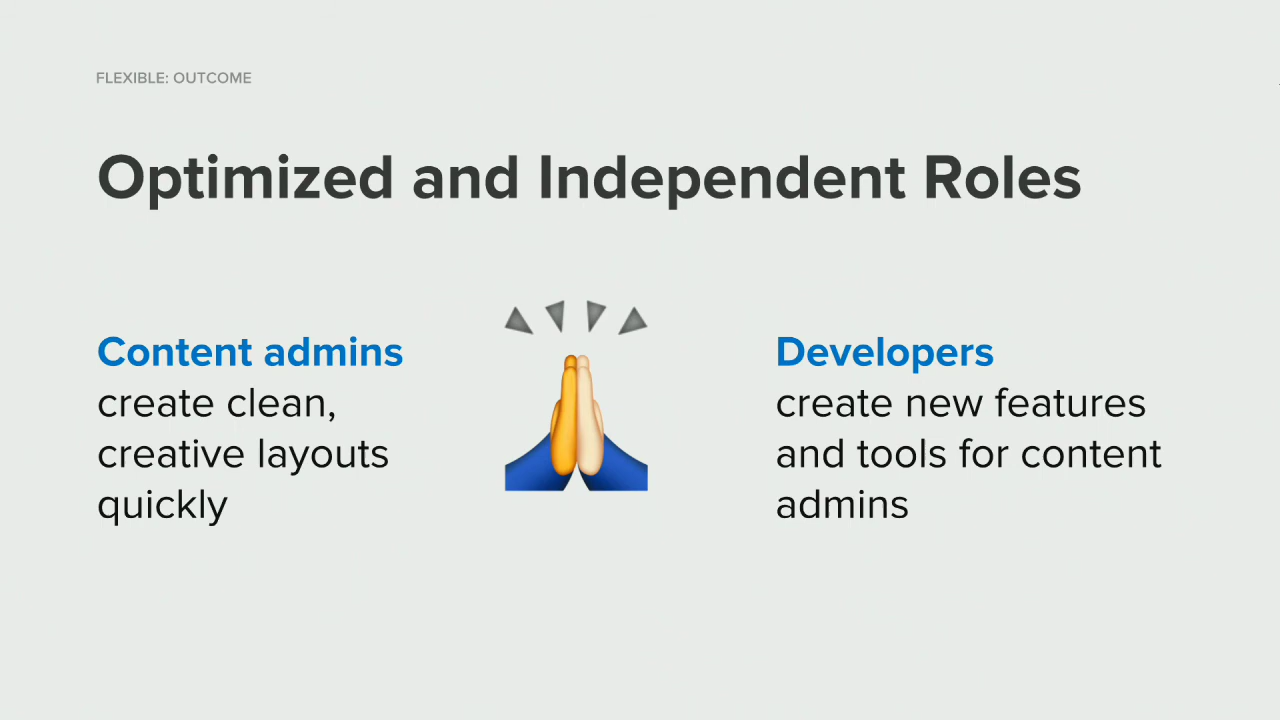 FLEXIBLE: OUTCOME
Optimized and Independent Roles
Content admins
create clean,
creative layouts
quickly
Developers
create new features
and tools for content
admins